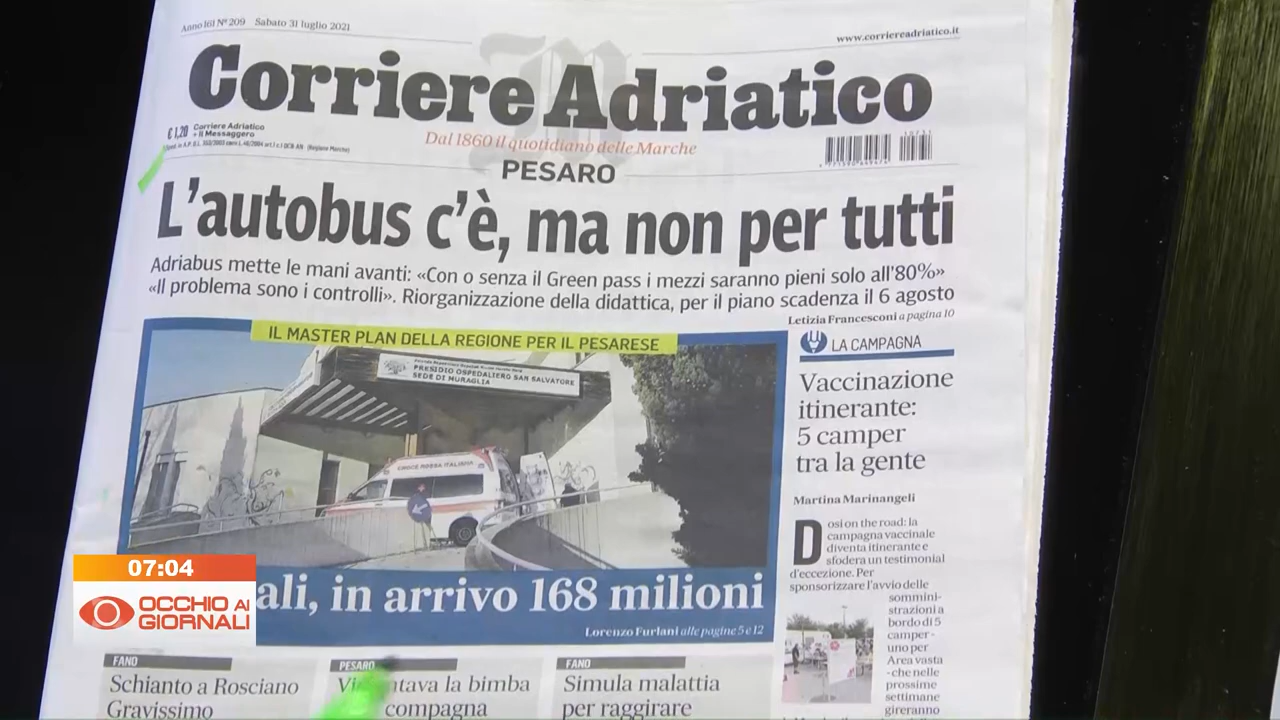 Anno 161 N° 209 Sabato 31 luglio 2021
www.corriereadriatico.it
Corriere Adriatico
€ 1,20 Corriere Adriatico
+ Il Messaggero
Dal 1860 il quotidiano delle Marche
PESARO
L'autobus c'è, ma non per tutti
Adriabus mette le mani avanti: «Con o senza il Green pass i mezzi saranno pieni solo all'80%»
«Il problema sono i controlli». Riorganizzazione della didattica, per il piano scadenza il 6 agosto
Letizia Francesconi a pagina 10
IL MASTER PLAN DELLA REGIONE PER IL PESARESE
PRESIDIO OSPEDALIERO SAN SALVATORE
SEDE DI MURAGLIA
CROCE ROSSA ITALIANA
ali, in arrivo 168 milioni
Lorenzo Furlani alle pagine 5 e 12
LA CAMPAGNA
Vaccinazione
itinerante:
5 camper
tra la gente
Martina Marinangeli
Dosi on the road: la
campagna vaccinale
diventa itinerante e
sfodera un testimonial
d'eccezione. Per
sponsorizzare l'avvio delle
sommini-
strazioni a
bordo di 5
camper -
uno per
Area vasta
- che nelle
prossime
settimane
gireranno
07:04
OCCHIO AI
GIORNALI
FANO
Schianto a Rosciano
Gravissimo
PESARO
tava la bimba
compagna
FANO
Simula malattia
per raggirare